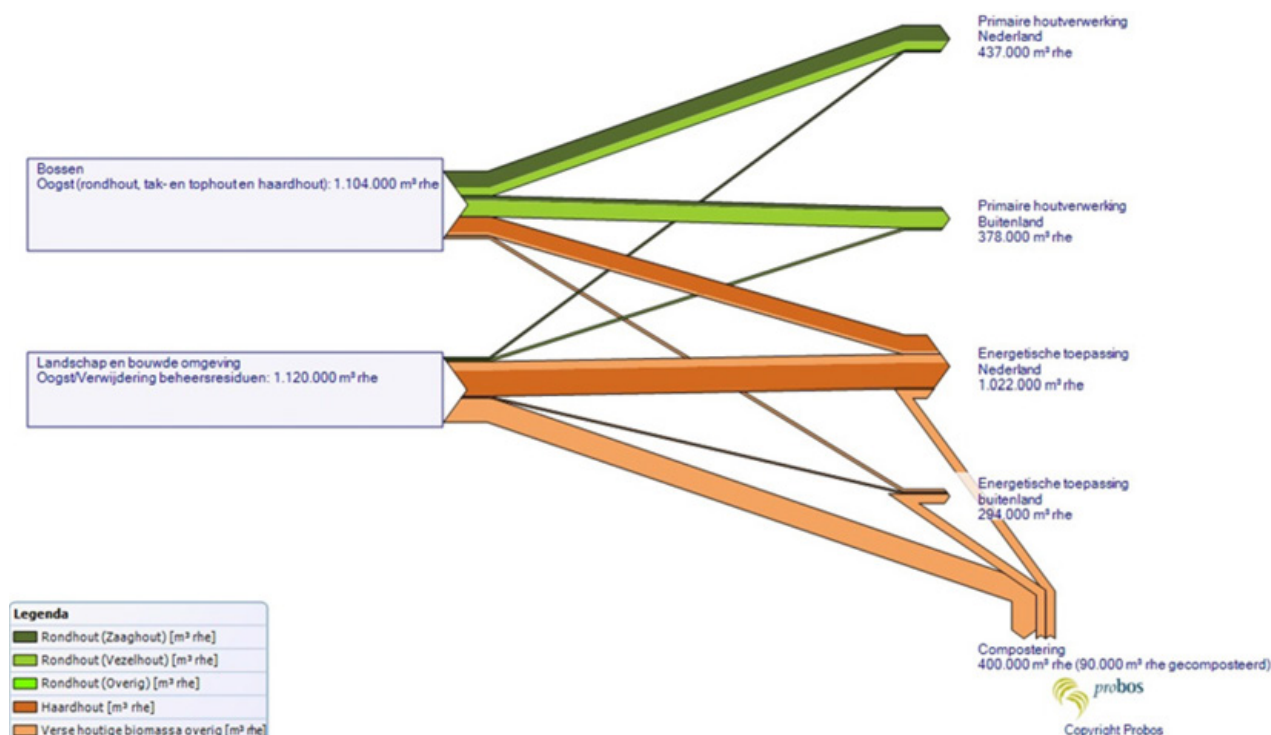 Primaire houtverwerking
Nederland
437.000 m³ rhe
Bossen
Oogst (rondhout, tak- en tophout en haardhout): 1.104.000 m³ rhe
Primaire houtverwerking
Buitenland
378.000 m³ rhe
Landschap en bouwde omgeving
Oogst/Verwijdering beheersresiduen: 1.120.000 m³ rhe
Energetische toepassing
Nederland
1.022.000 m³ rhe
Energetische toepassing
buitenland
294.000 m³ rhe
Compostering
400.000 m³ rhe (90.000 m³ rhe gecomposteerd)
probos
Copyright Probos
Legenda
Rondhout (Zaaghout) [m³ rhe]
Rondhout (Vezelhout) [m³ rhe]
Rondhout (Overig) [m³ rhe]
Haardhout [m³ rhe]
Verse houtige biomassa overig [m³ rhe]